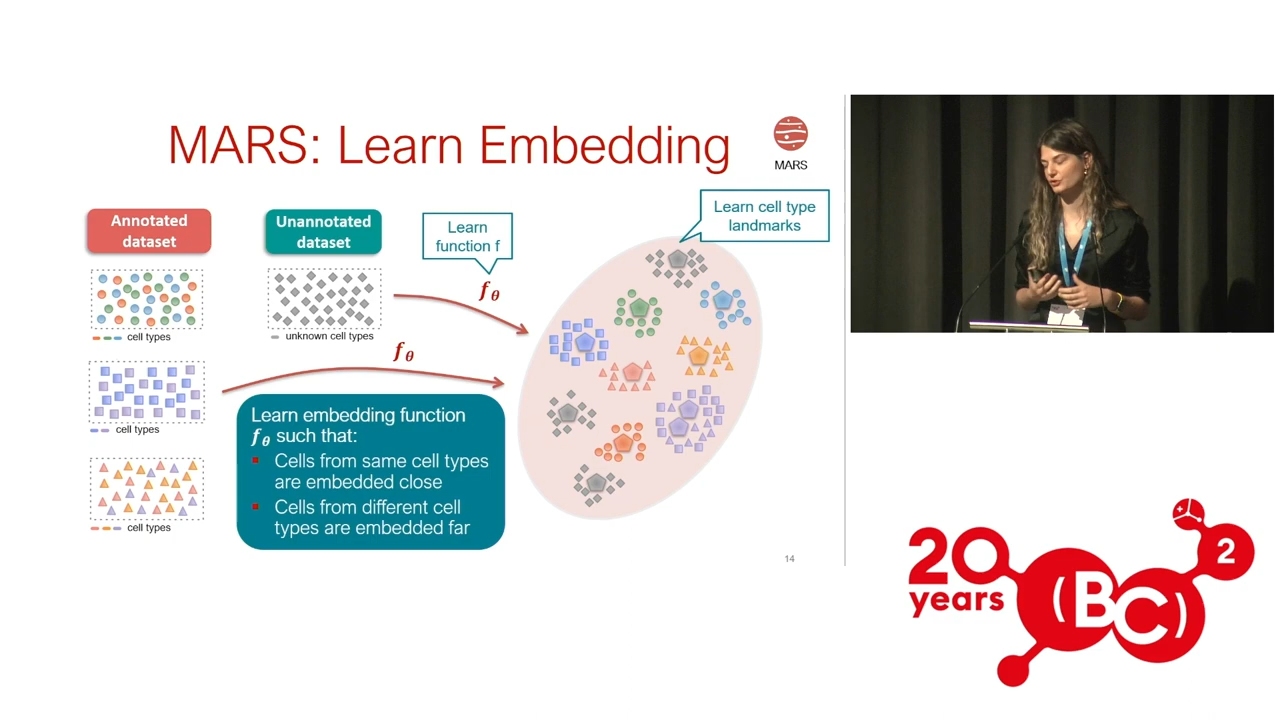 MARS: Learn Embedding
MARS
Annotated
dataset
Unannotated
dataset
Learn
function f
Learn cell type
landmarks
fθ
cell types
unknown cell types
fθ
cell types
cell types
Learn embedding function
fθ such that:
Cells from same cell types
are embedded close
Cells from different cell
types are embedded far
14
20
years
(BC)
2